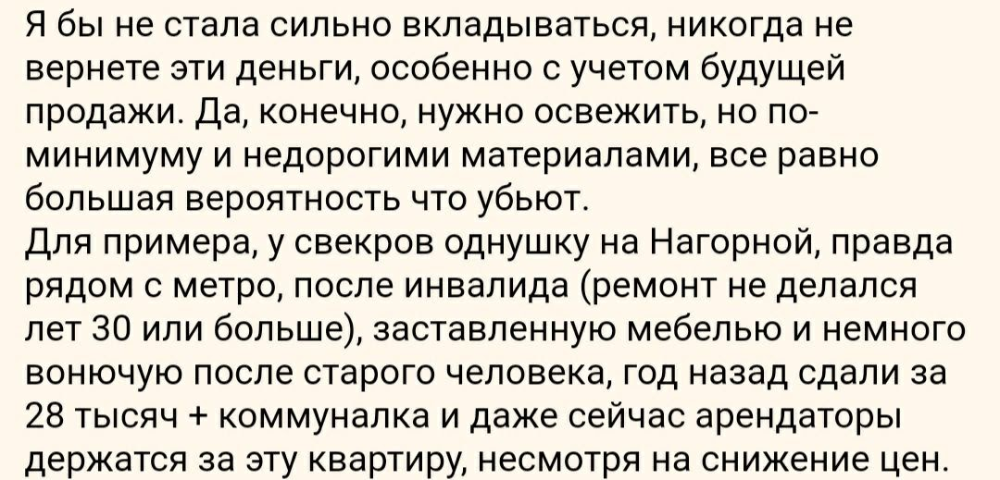 Я бы не стала сильно вкладываться, никогда не
вернете эти деньги, особенно с учетом будущей
продажи. Да, конечно, нужно освежить, но по-
минимуму и недорогими материалами, все равно
большая вероятность что убьют.
Для примера, у свекров однушку на Нагорной, правда
рядом с метро, после инвалида (ремонт не делался
лет 30 или больше), заставленную мебелью и немного
вонючую после старого человека, год назад сдали за
28 тысяч + коммуналка и даже сейчас арендаторы
держатся за эту квартиру, несмотря на снижение цен.